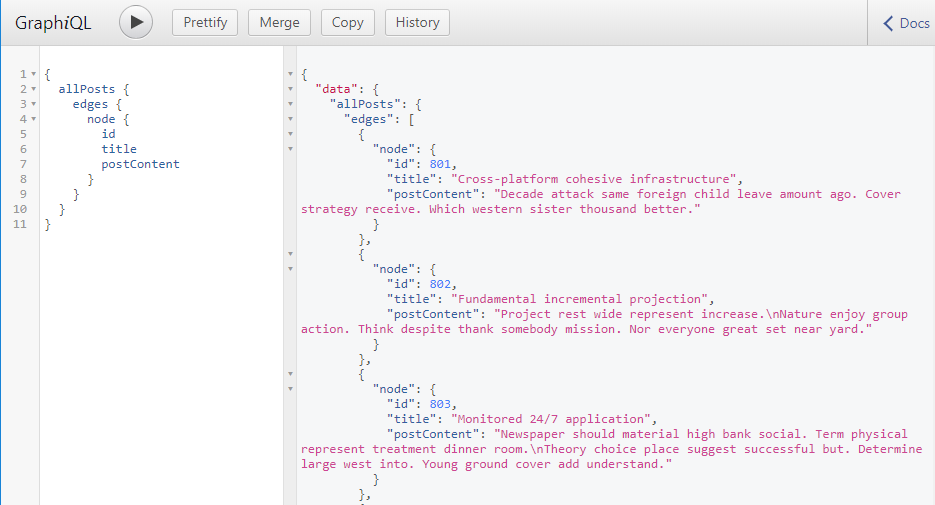 GraphiQL
Prettify
Merge
Copy
History
Docs
1 {
2 allPosts {
3 edges {
4 node {
5 id
6 title
7 postContent
8 }
9 }
10 }
11 }
{
"data": {
"allPosts": {
"edges": [
{
"node": {
"id": 801,
"title": "Cross-platform cohesive infrastructure",
"postContent": "Decade attack same foreign child leave amount ago. Cover
strategy receive. Which western sister thousand better."
}
},
{
"node": {
"id": 802,
"title": "Fundamental incremental projection",
"postContent": "Project rest wide represent increase.\nNature enjoy group
action. Think despite thank somebody mission. Nor everyone great set near yard."
}
},
{
"node": {
"id": 803,
"title": "Monitored 24/7 application",
"postContent": "Newspaper should material high bank social. Term physical
represent treatment dinner room.\nTheory choice place suggest successful but. Determine
large west into. Young ground cover add understand."
}
},